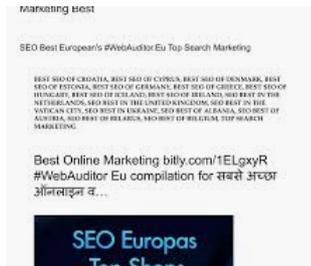 Marketing Best
SEO Best European's #WebAuditor.Eu Top Search Marketing
BEST SEO OF CROATIA, BEST SEO OF CYPRUS, BEST SEO OF DENMARK, BEST
SEO OF ESTONIA, BEST SEO OF GERMANY, BEST SEO OF GREECE, BEST SEO OF
HUNGARY, BEST SEO OF ICELAND, BEST SEO OF IRELAND, SEO BEST IN THE
NETHERLANDS, SEO BEST IN THE UNITED KINGDOM, SEO BEST IN THE
VATICAN CITY, SEO BEST IN UKRAINE, SEO BEST OF ALBANIA, SEO BEST OF
AUSTRIA, SEO BEST OF BELARUS, SEO BEST OF BELGIUM, TOP SEARCH
MARKETING
Best Online Marketing bitly.com/1ELgxyR
#WebAuditor Eu compilation for सबसे अच्छा
ऑनलाइन व…
SEO Europas
Top Shops